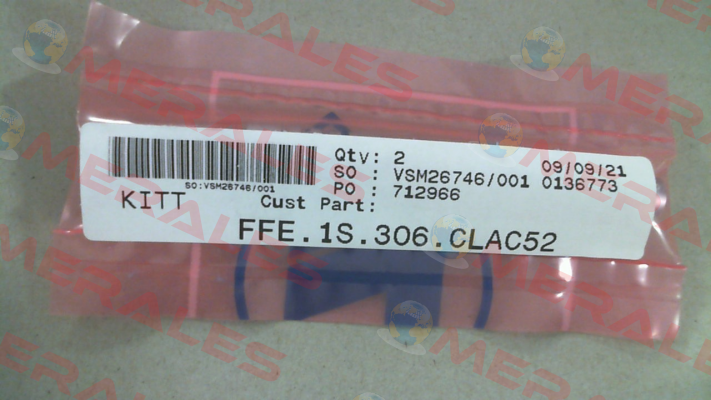 Qty: 2 09/09/21
SO : VSM26746/001 0136773
SO:VSM26746/001
PO : 712966
KITT Cust Part:
FFE.1S.306.CLAC52
MERALES
MERALES
MERALES
MERALES